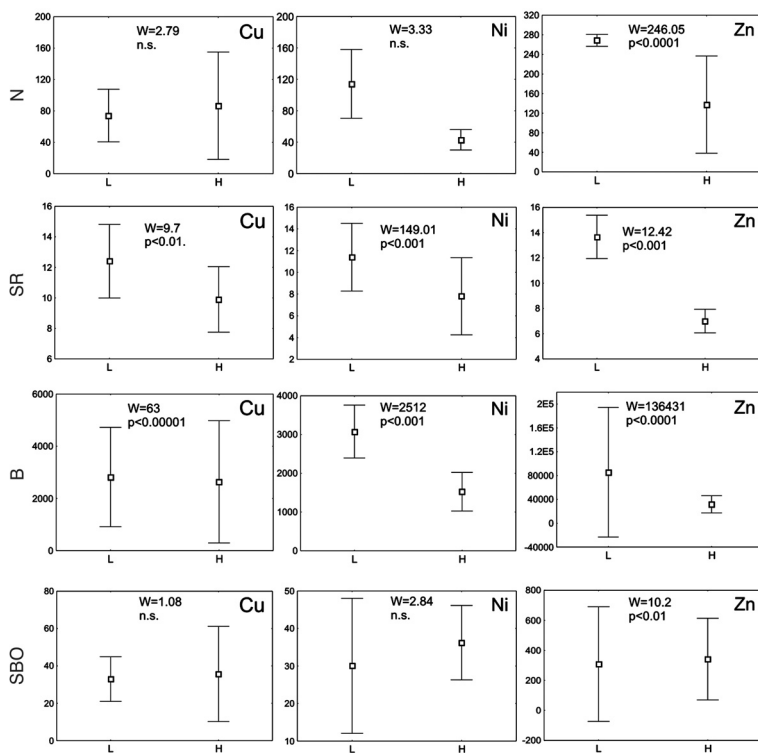 N
200
160
120
80
40
0
W=2.79
n.s.
Cu
L H
200
160
120
80
40
0
W=3.33
n.s.
Ni
L H
320
280
240
200
160
120
80
40
0
W=246.05
p<0.0001
Zn
L H
SR
16
14
12
10
8
6
W=9.7
p<0.01.
Cu
L H
16
14
12
10
8
6
4
2
W=149.01
p<0.001
Ni
L H
16
14
12
10
8
6
4
W=12.42
p<0.001
Zn
L H
B
6000
4000
2000
0
W=63
p<0.00001
Cu
L H
4000
3000
2000
1000
0
W=2512
p<0.001
Ni
L H
2E5
1.6E5
1.2E5
80000
40000
0
-40000
W=136431
p<0.0001
Zn
L H
SBO
80
60
40
20
0
W=1.08
n.s.
Cu
L H
50
40
30
20
10
W=2.84
n.s.
Ni
L H
800
600
400
200
0
-200
W=10.2
p<0.01
Zn
L H